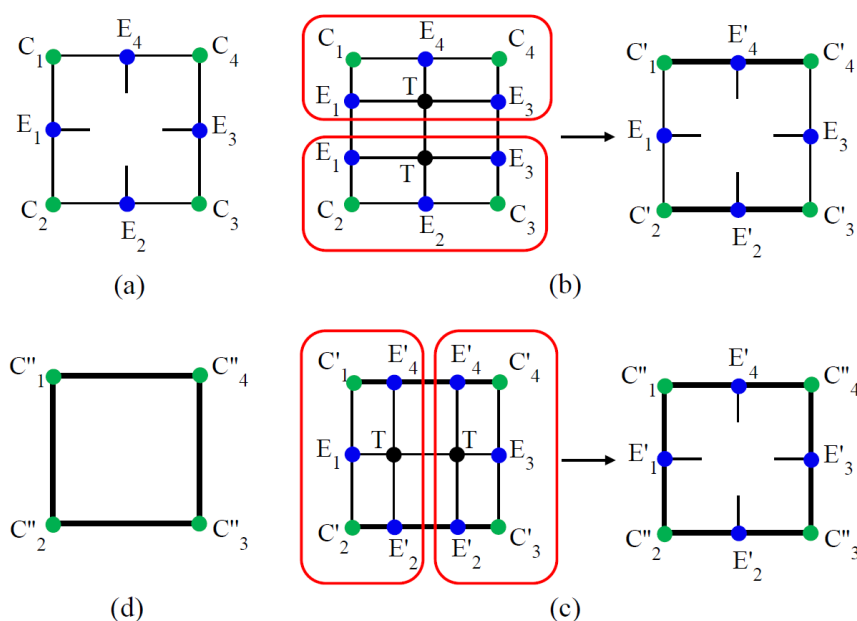 C1 E4 C4
E1 E3
C2 E2 C3
(a)
C1 E4 C4
E1 T E3
E1 T E3
C2 E2 C3
C'1 E'4 C'4
E1 E3
C'2 E'2 C'3
(b)
C''1 C''4
C''2 C''3
(d)
C'1 E'4 E'4 C'4
E1 T T E3
C'2 E'2 E'2 C'3
C''1 E'4 C''4
E'1 E'3
C''2 E'2 C''3
(c)